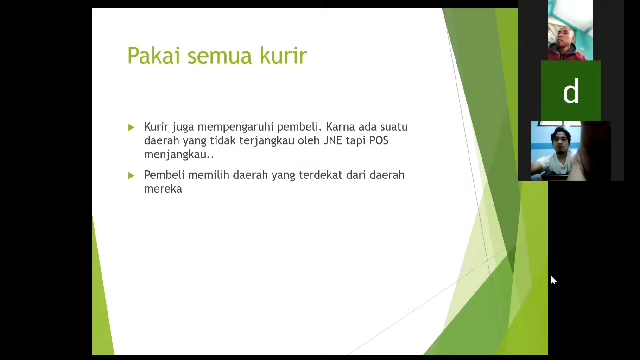 Pakai semua kurir
Kurir juga mempengaruhi pembeli. Karna ada suatu
daerah yang tidak terjangkau oleh JNE tapi POS
menjangkau..
Pembeli memilih daerah yang terdekat dari daerah
mereka
d